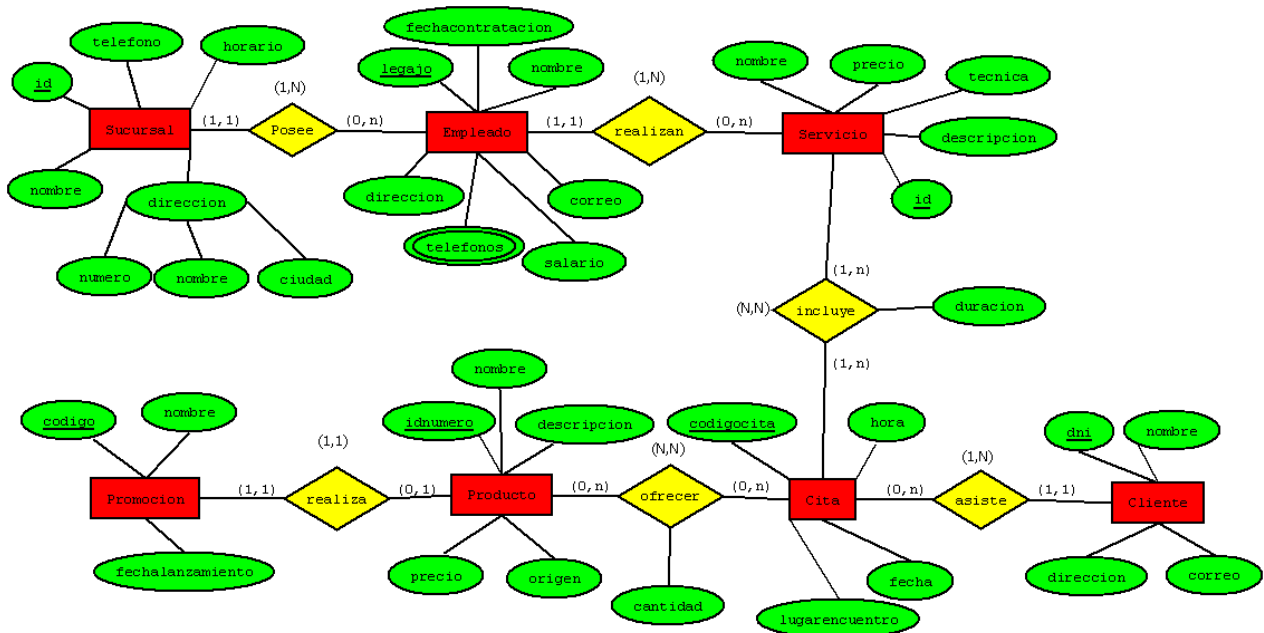 fechacontratacion
telefono
horario
nombre
precio
legajo
nombre
tecnica
id
(1,N)
(1,N)
Sucursal
(1,1)
Posee
(0,n)
Empleado
(1,1)
realizan
(0,n)
Servicio
descripcion
nombre
direccion
direccion
correo
id
telefonos
numero
nombre
ciudad
salario
(1,n)
(N,N)
incluye
duracion
nombre
(1,n)
codigo
nombre
idnumero
descripcion
codigocita
hora
dni
nombre
(1,1)
(N,N)
(1,N)
Promocion
(1,1)
realiza
(0,1)
Producto
(0,n)
ofrecer
(0,n)
Cita
(0,n)
asiste
(1,1)
Cliente
fechalanzamiento
precio
origen
fecha
direccion
correo
cantidad
lugarencuentro